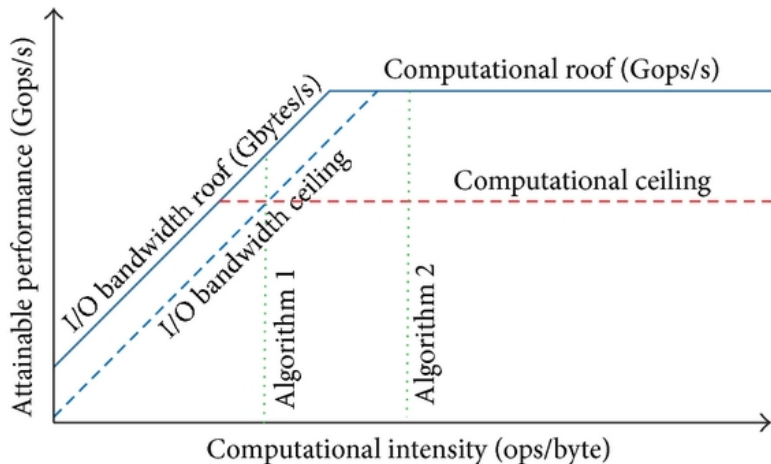 Attainable performance (Gops/s)
Computational roof (Gops/s)
I/O bandwidth roof (Gbytes/s)
I/O bandwidth ceiling
Computational ceiling
Algorithm 1
Algorithm 2
Computational intensity (ops/byte)